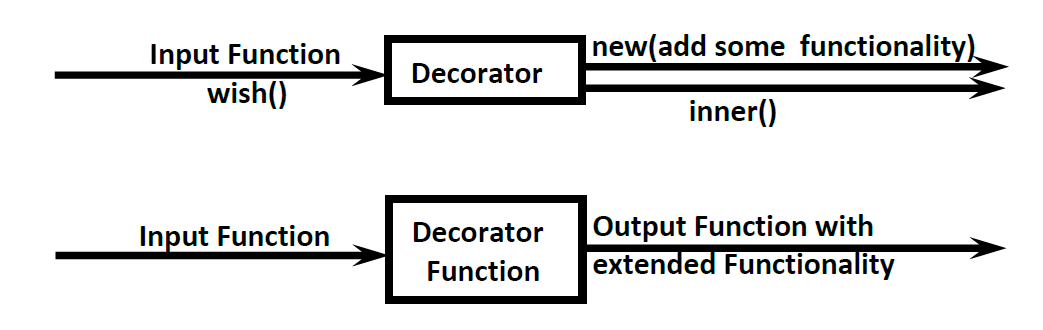 Input Function
wish()
Decorator
new(add some functionality)
inner()
Input Function
Decorator
Function
Output Function with
extended Functionality